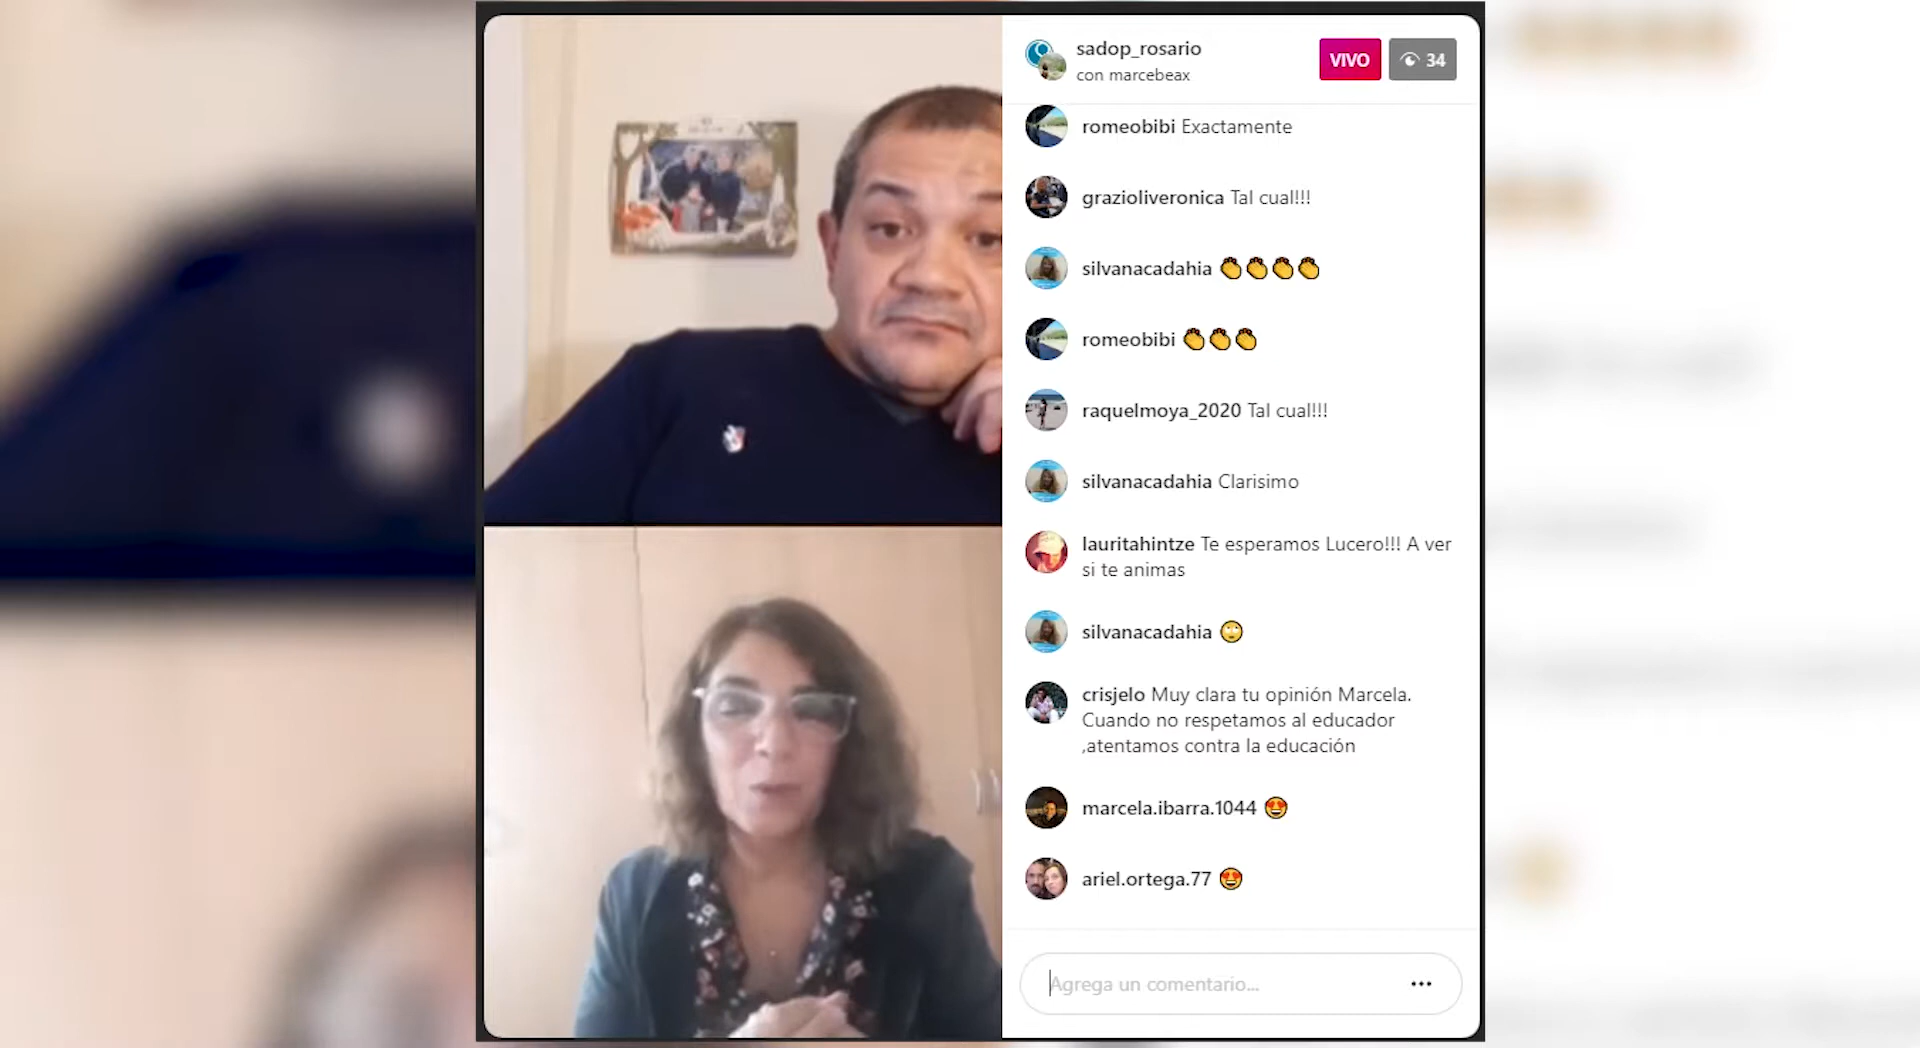 sadop_rosario
con marcebeax
VIVO
34
romeobibi Exactamente
grazioliveronica Tal cual!!!
silvanacadahia 👏👏👏👏
romeobibi 👏👏👏
raquelmoya_2020 Tal cual!!!
silvanacadahia Clarisimo
lauritahintze Te esperamos Lucero!!! A ver
si te animas
silvanacadahia 🙄
crisjelo Muy clara tu opinión Marcela.
Cuando no respetamos al educador
,atentamos contra la educación
marcela.ibarra.1044 😍
ariel.ortega.77 😍
Agrega un comentario...